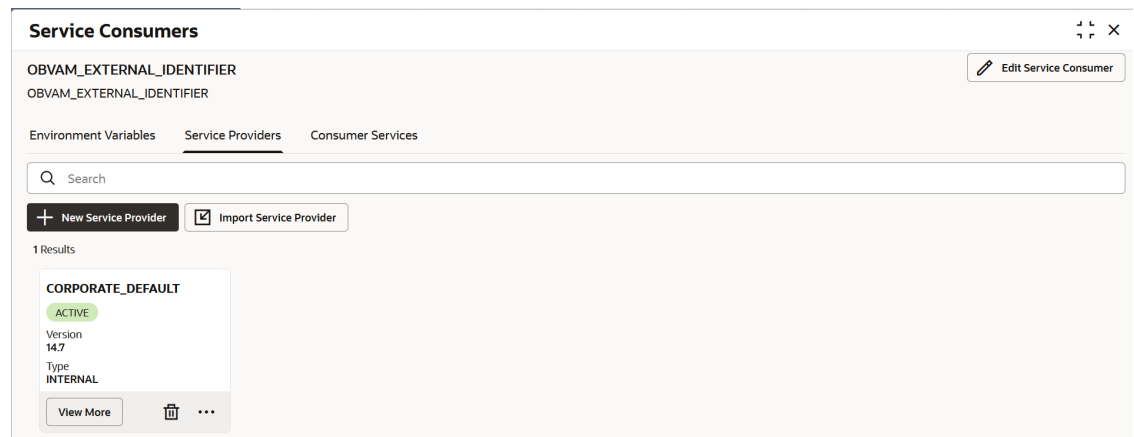 Service Consumers
OBVAM_EXTERNAL_IDENTIFIER
Edit Service Consumer
OBVAM_EXTERNAL_IDENTIFIER
Environment Variables Service Providers Consumer Services
Search
New Service Provider Import Service Provider
1 Results
CORPORATE_DEFAULT
ACTIVE
Version
14.7
Type
INTERNAL
View More